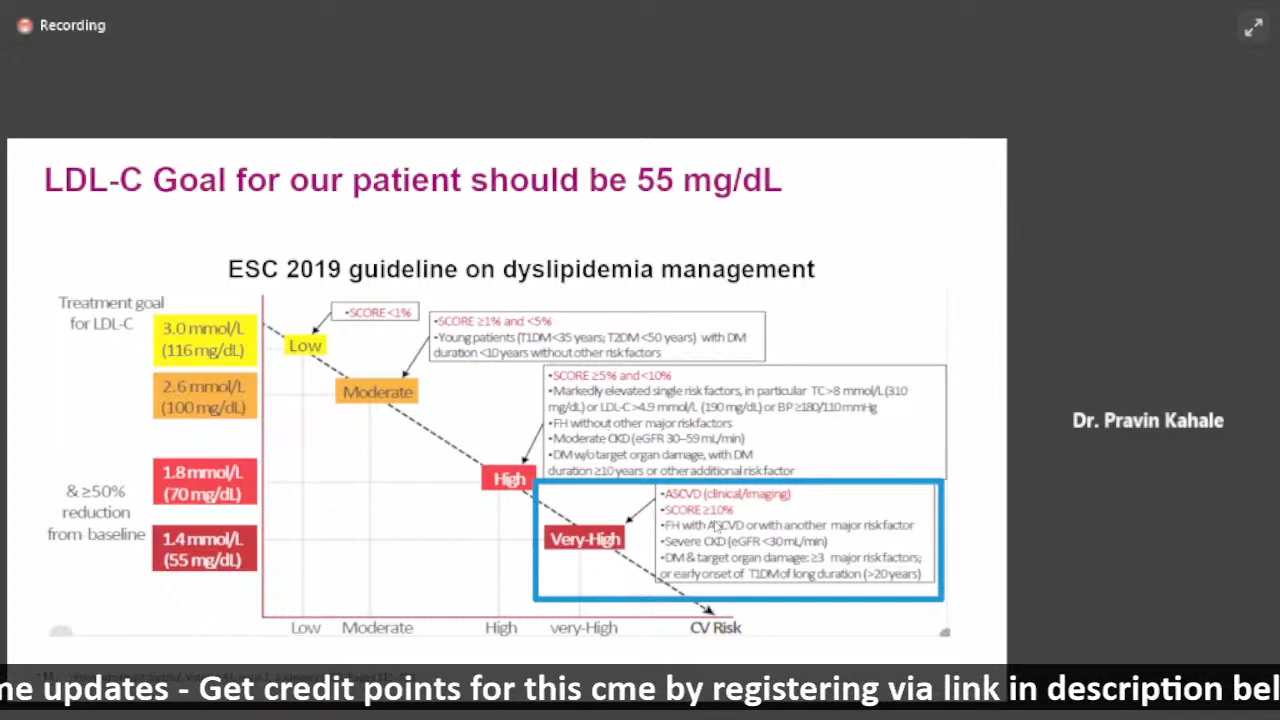 Recording
LDL-C Goal for our patient should be 55 mg/dL
ESC 2019 guideline on dyslipidemia management
Treatment goal
for LDL-C
3.0 mmol/L
(116 mg/dL)
2.6 mmol/L
(100 mg/dL)
& ≥50%
reduction
from baseline
1.8 mmol/L
(70 mg/dL)
1.4 mmol/L
(55 mg/dL)
Low
•SCORE <1%
Moderate
•SCORE ≥1% and <5%
•Young patients (T1DM <35 years; T2DM <50 years) with DM
duration <10 years without other risk factors
High
•SCORE ≥5% and <10%
•Markedly elevated single risk factors, in particular TC >8 mmol/L (310
mg/dL) or LDL-C >4.9 mmol/L (190 mg/dL) or BP ≥180/110 mmHg
•FH without other major risk factors
•Moderate CKD (eGFR 30–59 mL/min)
•DM w/o target organ damage, with DM
duration ≥10 years or other additional risk factor
Very-High
•ASCVD (clinical/imaging)
•SCORE ≥10%
•FH with ASCVD or with another major risk factor
•Severe CKD (eGFR <30 mL/min)
•DM & target organ damage: ≥3 major risk factors;
or early onset of T1DM of long duration (>20 years)
Low Moderate High very-High CV Risk
Dr. Pravin Kahale
me updates - Get credit points for this cme by registering via link in description bel